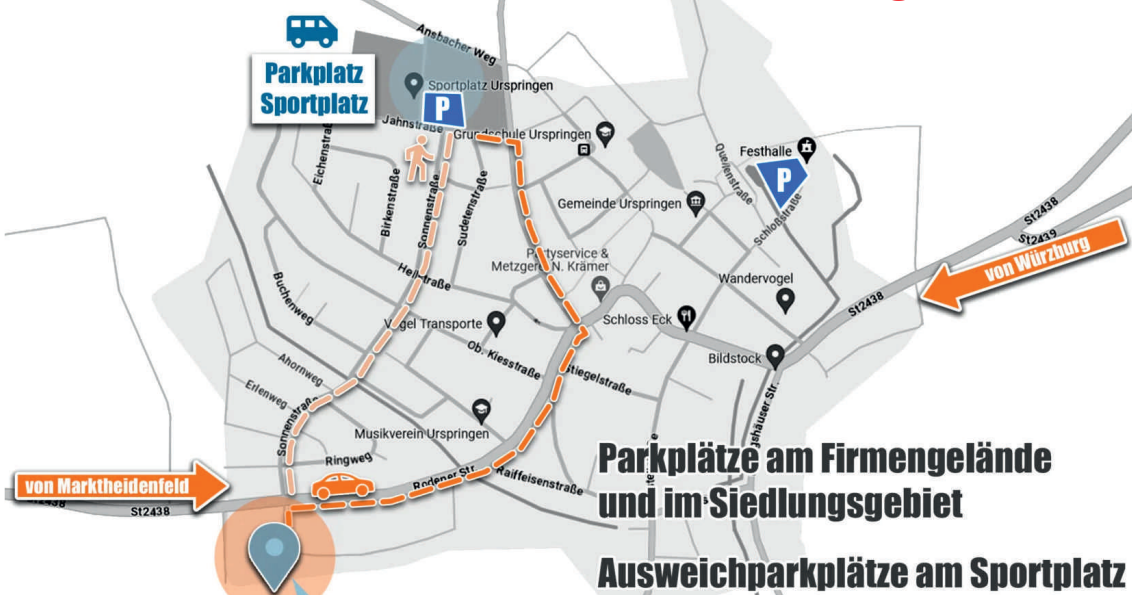 Ansbacher Weg
Parkplatz
Sportplatz
Sportplatz Urspringen
P
Jahnstraße
Grundschule Urspringen
Eichenstraße
Birkenstraße
Sonnenstraße
Sudetenstraße
Festhalle
P
Quellenstraße
Schloßstraße
Gemeinde Urspringen
St2438
St2439
von Würzburg
Partyservice &
Metzgerei N. Krämer
Wandervogel
St2438
Buchenweg
Vogel Transporte
Schloss Eck
Ob. Kiesstraße
Bildstock
Stiegelstraße
Ahornweg
Erlenweg
Sonnenstraße
Musikverein Urspringen
Ringweg
Rodener Str.
Raiffeisenstraße
von Marktheidenfeld
St2438
Parkplätze am Firmengelände
und im Siedlungsgebiet
Ausweichparkplätze am Sportplatz